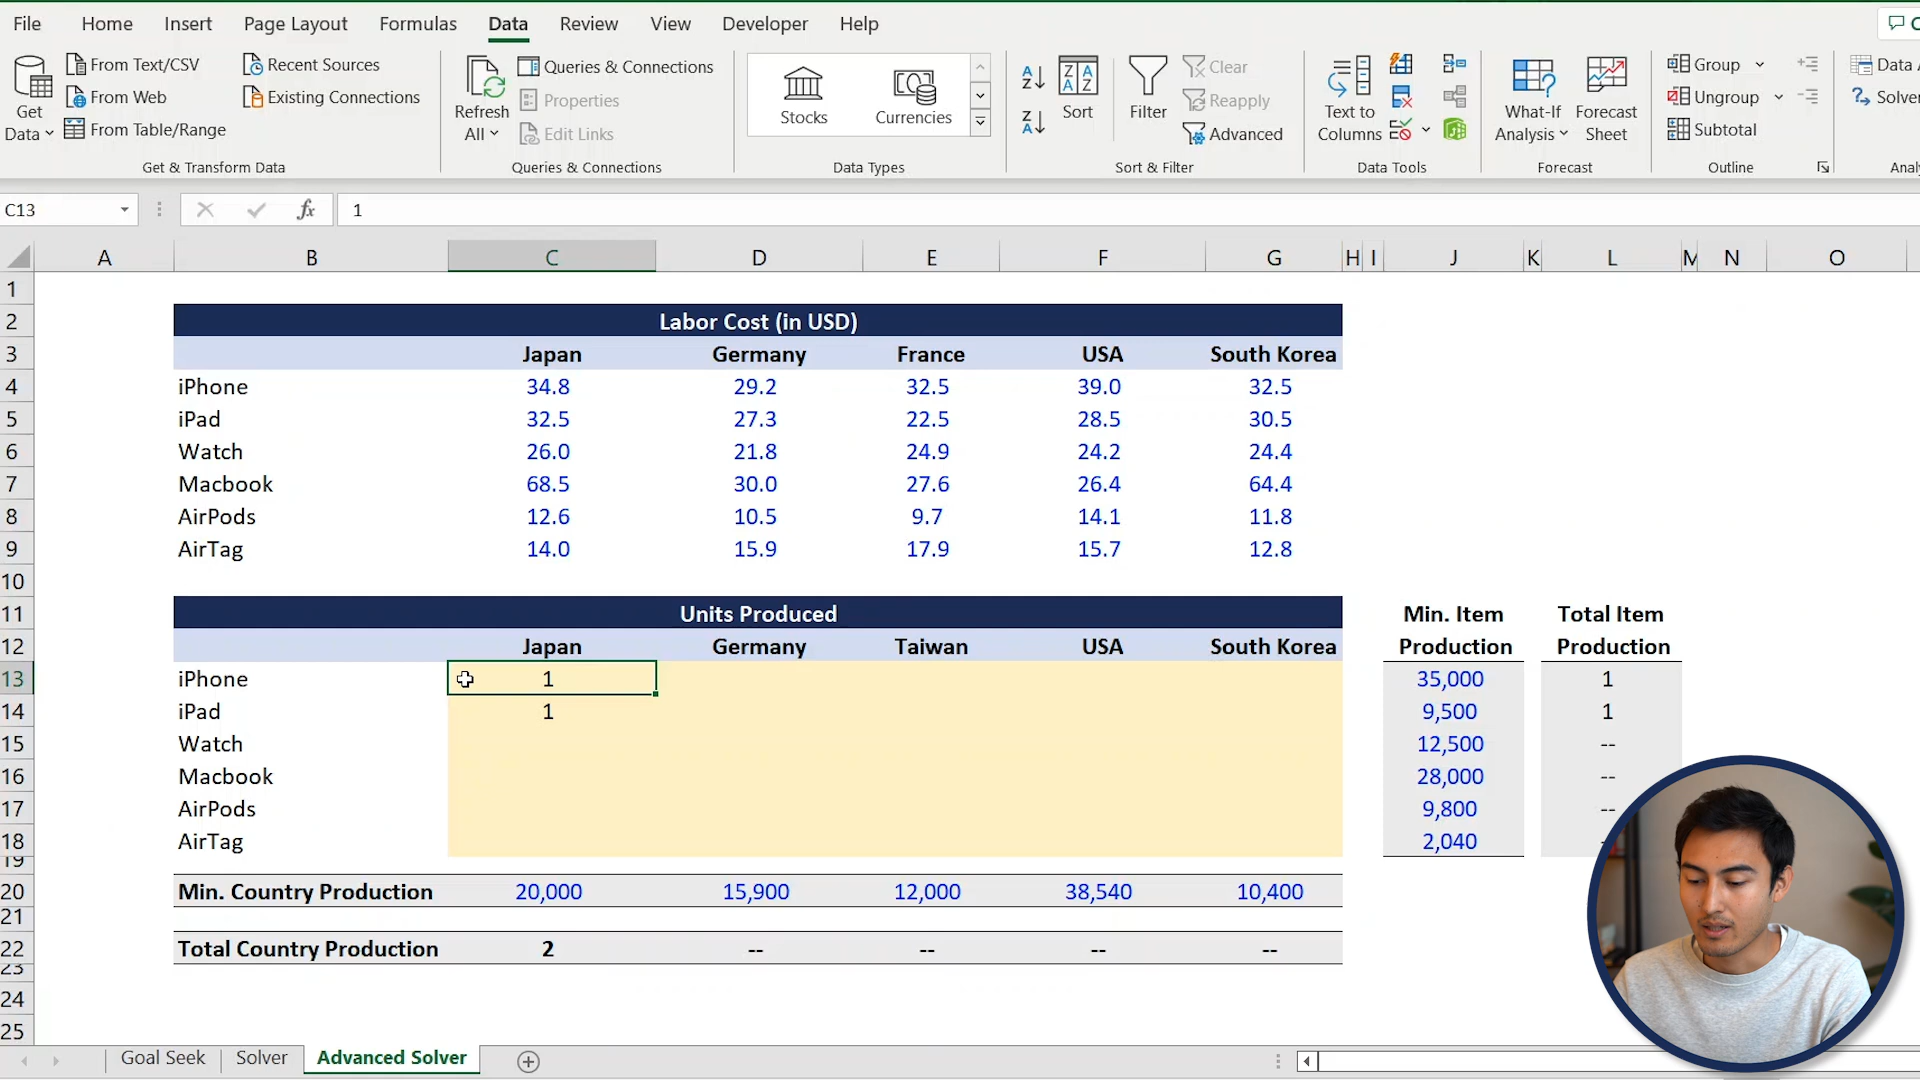 File Home Insert Page Layout Formulas Data Review View Developer Help
From Text/CSV Recent Sources Queries & Connections Clear Group Data
From Web Existing Connections Properties Reapply Ungroup Solver
From Table/Range Edit Links Advanced Subtotal
Get Data Refresh All Stocks Currencies Sort Filter Text to Columns What-If Analysis Forecast Sheet
Get & Transform Data Queries & Connections Data Types Sort & Filter Data Tools Forecast Outline
C13 fx 1
A B C D E F G H I J K L M N O
1
2 Labor Cost (in USD)
3 Japan Germany France USA South Korea
4 iPhone 34.8 29.2 32.5 39.0 32.5
5 iPad 32.5 27.3 22.5 28.5 30.5
6 Watch 26.0 21.8 24.9 24.2 24.4
7 Macbook 68.5 30.0 27.6 26.4 64.4
8 AirPods 12.6 10.5 9.7 14.1 11.8
9 AirTag 14.0 15.9 17.9 15.7 12.8
10
11 Units Produced Min. Item Total Item
12 Japan Germany Taiwan USA South Korea Production Production
13 iPhone 1 35,000 1
14 iPad 1 9,500 1
15 Watch 12,500 --
16 Macbook 28,000 --
17 AirPods 9,800 --
18 AirTag 2,040
19
20 Min. Country Production 20,000 15,900 12,000 38,540 10,400
21
22 Total Country Production 2 -- -- -- --
23
24
25
Goal Seek Solver Advanced Solver